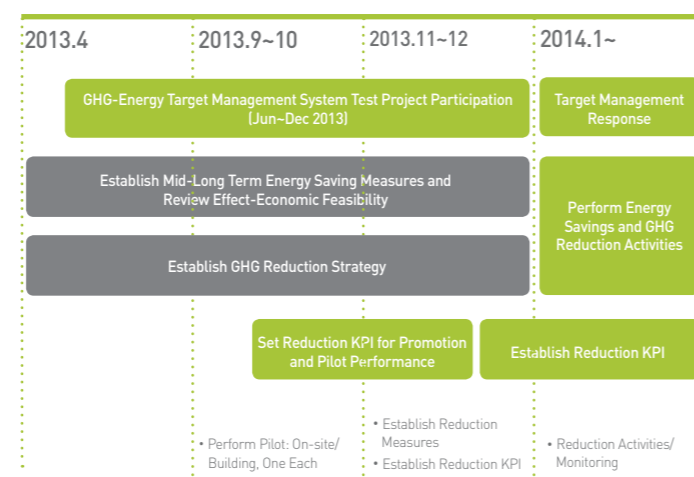 2013.4
2013.9~10
2013.11~12
2014.1~
GHG-Energy Target Management System Test Project Participation
(Jun~Dec 2013)
Target Management
Response
Establish Mid-Long Term Energy Saving Measures and
Review Effect-Economic Feasibility
Perform Energy
Savings and GHG
Reduction Activities
Establish GHG Reduction Strategy
Set Reduction KPI for Promotion
and Pilot Performance
Establish Reduction KPI
• Perform Pilot: On-site/
Building, One Each
• Establish Reduction
Measures
• Establish Reduction KPI
• Reduction Activities/
Monitoring